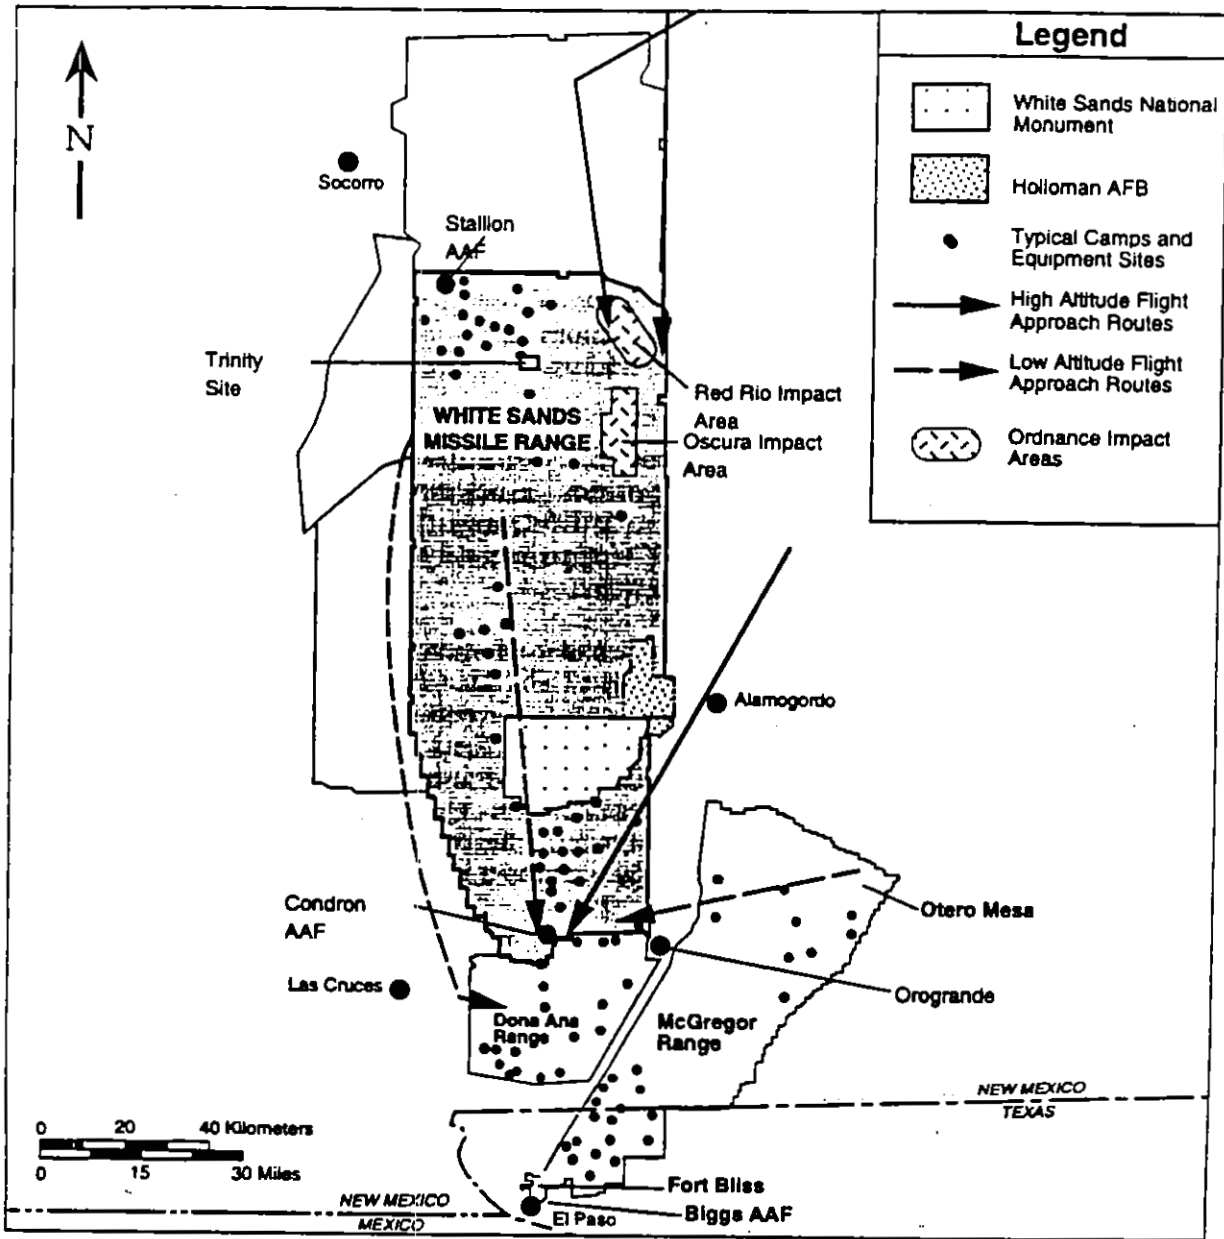 Legend
White Sands National
Monument
Holloman AFB
Typical Camps and
Equipment Sites
High Altitude Flight
Approach Routes
Low Altitude Flight
Approach Routes
Ordnance Impact
Areas
N
Socorro
Stallion
AAF
Trinity
Site
Red Rio Impact
Area
WHITE SANDS
MISSILE RANGE
Oscura Impact
Area
Alamogordo
Condron
AAF
Otero Mesa
Las Cruces
Orogrande
Dona Ana
Range
McGregor
Range
NEW MEXICO
TEXAS
0 20 40 Kilometers
0 15 30 Miles
Fort Bliss
NEW MEXICO
MEXICO
El Paso
Biggs AAF